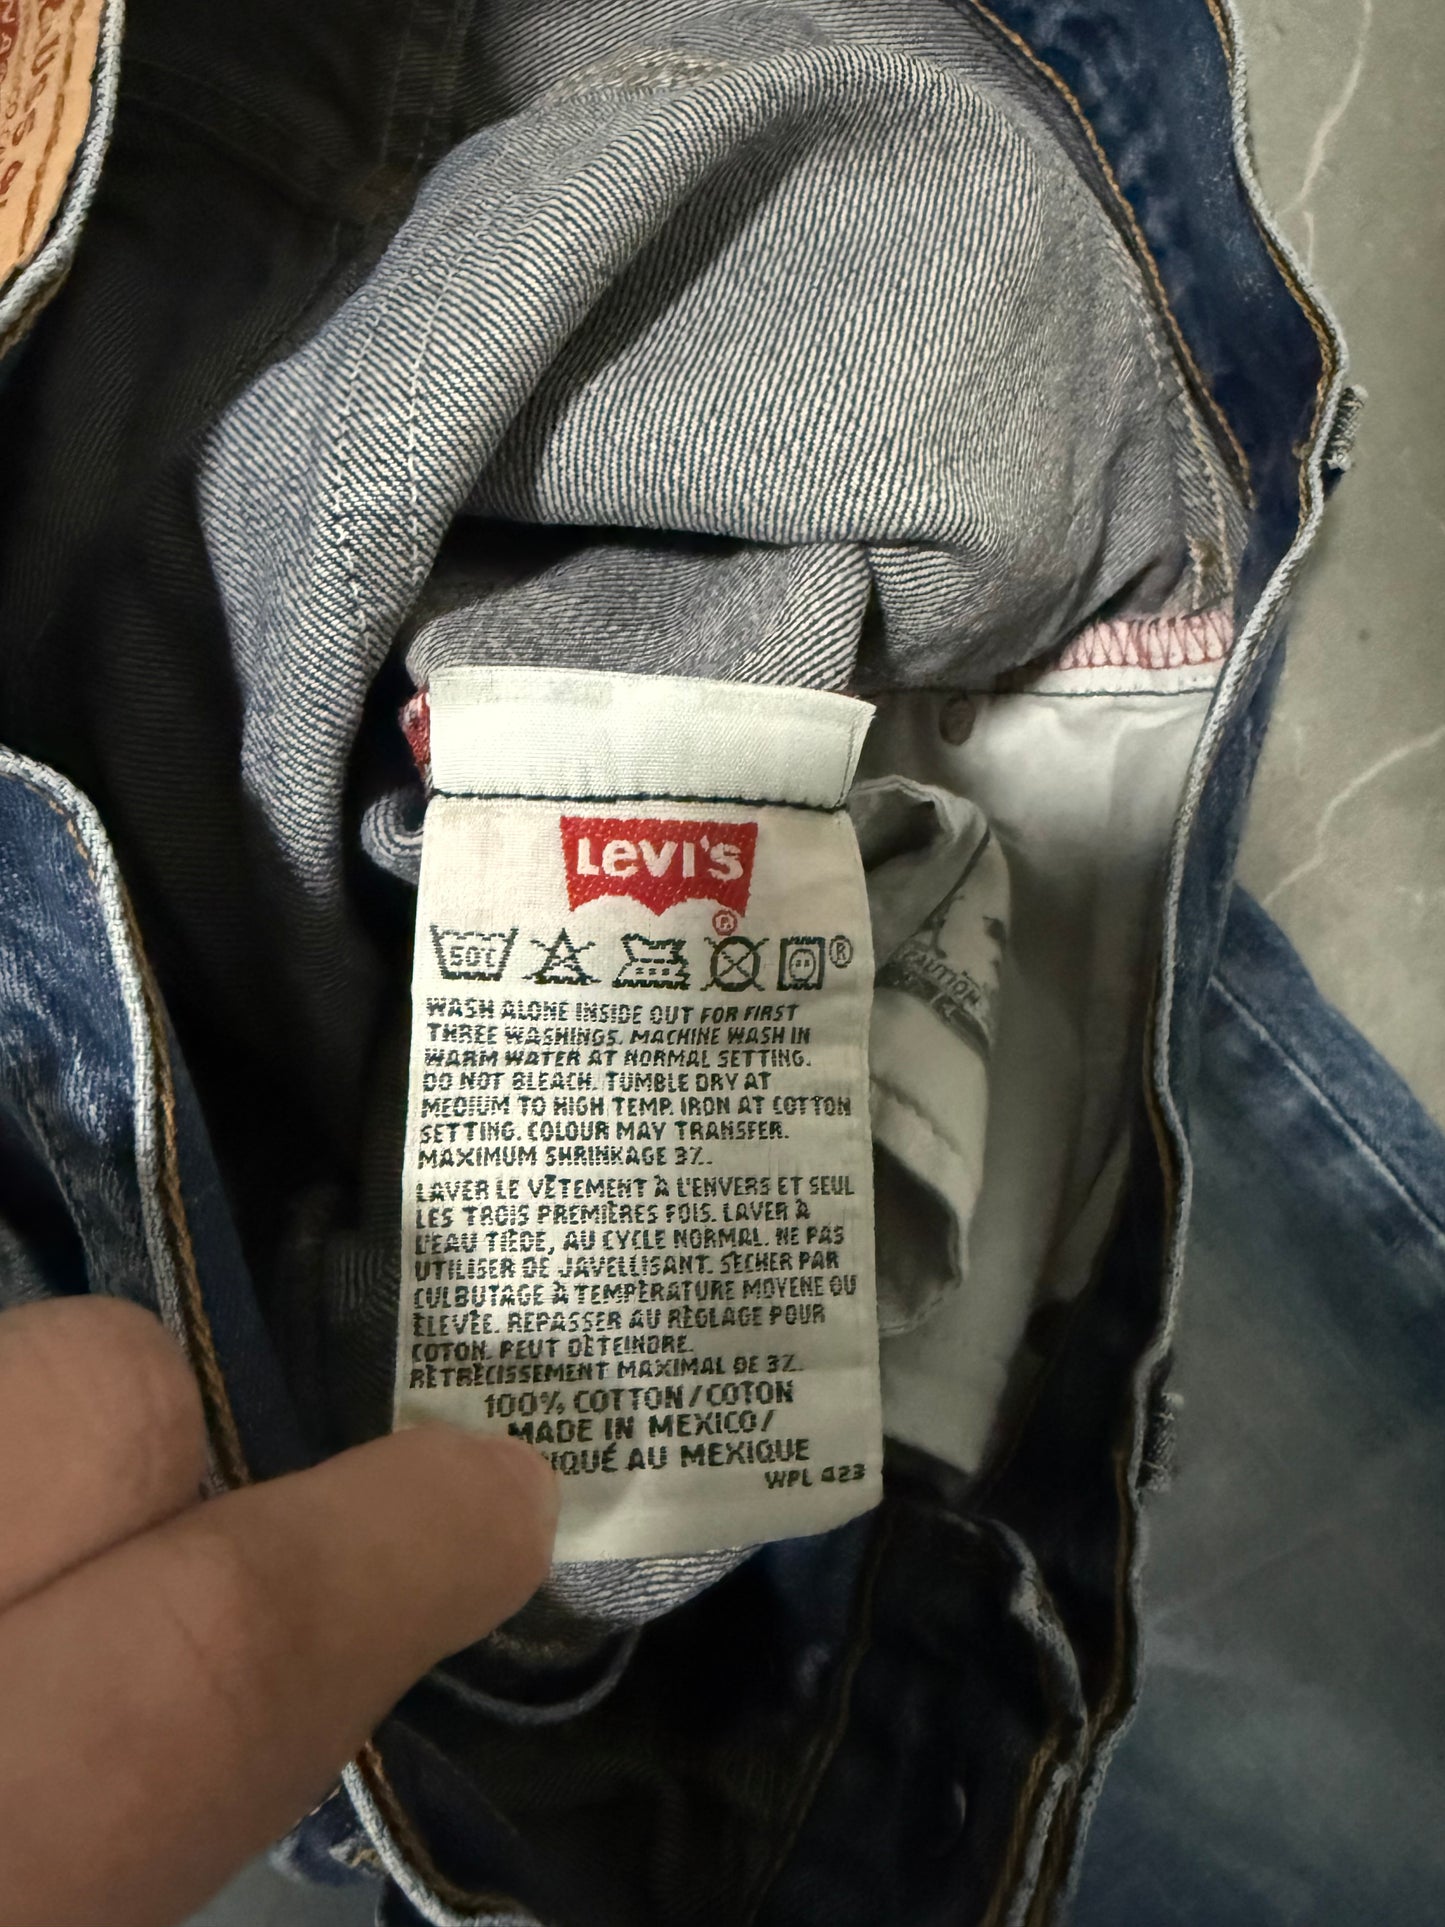 LEVI'S
®
50C
®
WASH ALONE INSIDE OUT FOR FIRST
THREE WASHINGS. MACHINE WASH IN
WARM WATER AT NORMAL SETTING.
DO NOT BLEACH. TUMBLE DRY AT
MEDIUM TO HIGH TEMP. IRON AT COTTON
SETTING. COLOUR MAY TRANSFER.
MAXIMUM SHRINKAGE 3%.
LAVER LE VÊTEMENT À L'ENVERS ET SEUL
LES TROIS PREMIÈRES FOIS. LAVER À
L'EAU TIÈDE, AU CYCLE NORMAL. NE PAS
UTILISER DE JAVELLISANT. SÉCHER PAR
CULBUTAGE À TEMPÉRATURE MOYENE OU
ÉLEVÉE. REPASSER AU RÉGLAGE POUR
COTON. PEUT DÉTEINDRE.
RÉTRÉCISSEMENT MAXIMAL DE 3%.
100% COTTON/COTON
MADE IN MEXICO/
QUÉ AU MEXIQUE
WPL 423
CAUTION